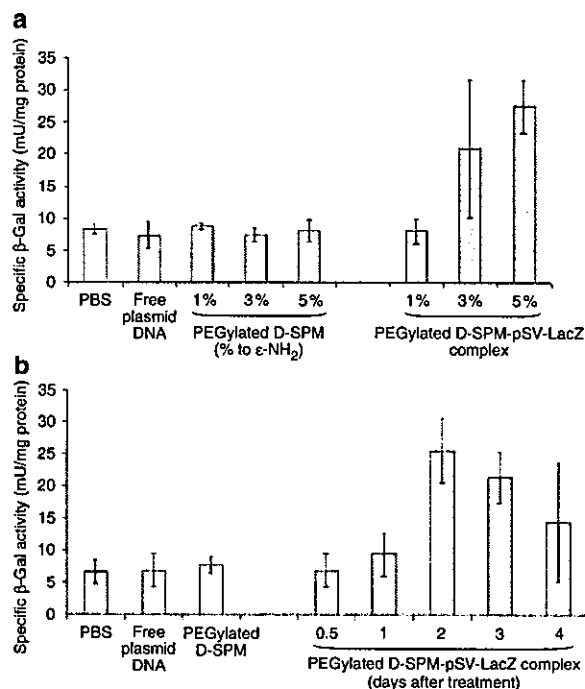 a
Specific β-Gal activity (mU/mg protein)
35
30
25
20
15
10
5
0
PBS
Free plasmid DNA
1% 3% 5%
PEGylated D-SPM
(% to ε-NH₂)
1% 3% 5%
PEGylated D-SPM-pSV-LacZ
complex
b
Specific β-Gal activity (mU/mg protein)
35
30
25
20
15
10
5
0
PBS
Free
plasmid
DNA
PEGylated
D-SPM
0.5 1 2 3 4
PEGylated D-SPM-pSV-LacZ complex
(days after treatment)